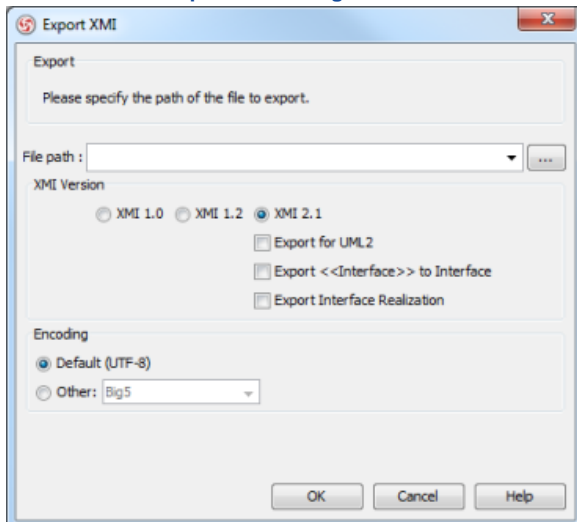 Export XMI
Export
Please specify the path of the file to export.
File path :
...
XMI Version
XMI 1.0 XMI 1.2 XMI 2.1
Export for UML2
Export <<Interface>> to Interface
Export Interface Realization
Encoding
Default (UTF-8)
Other: Big5
OK Cancel Help